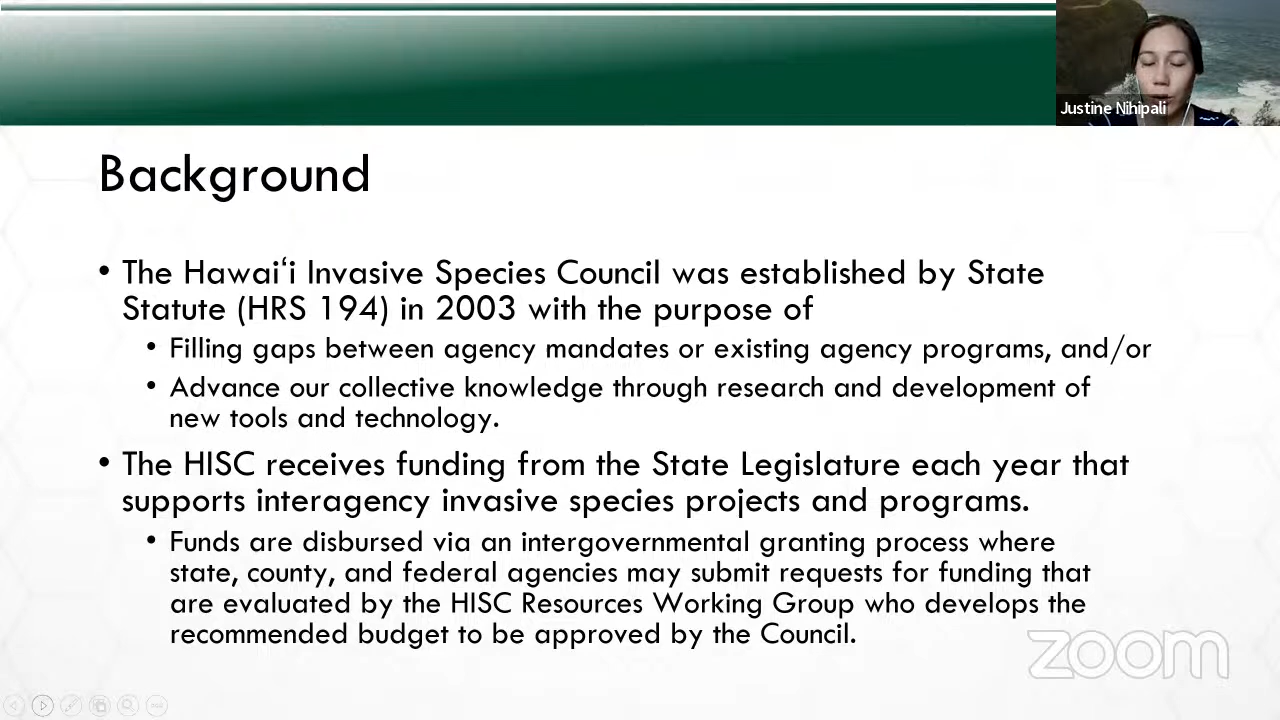 Justine Nihipali
Background
• The Hawaiʻi Invasive Species Council was established by State
Statute (HRS 194) in 2003 with the purpose of
• Filling gaps between agency mandates or existing agency programs, and/or
• Advance our collective knowledge through research and development of
new tools and technology.
• The HISC receives funding from the State Legislature each year that
supports interagency invasive species projects and programs.
• Funds are disbursed via an intergovernmental granting process where
state, county, and federal agencies may submit requests for funding that
are evaluated by the HISC Resources Working Group who develops the
recommended budget to be approved by the Council.
zoom